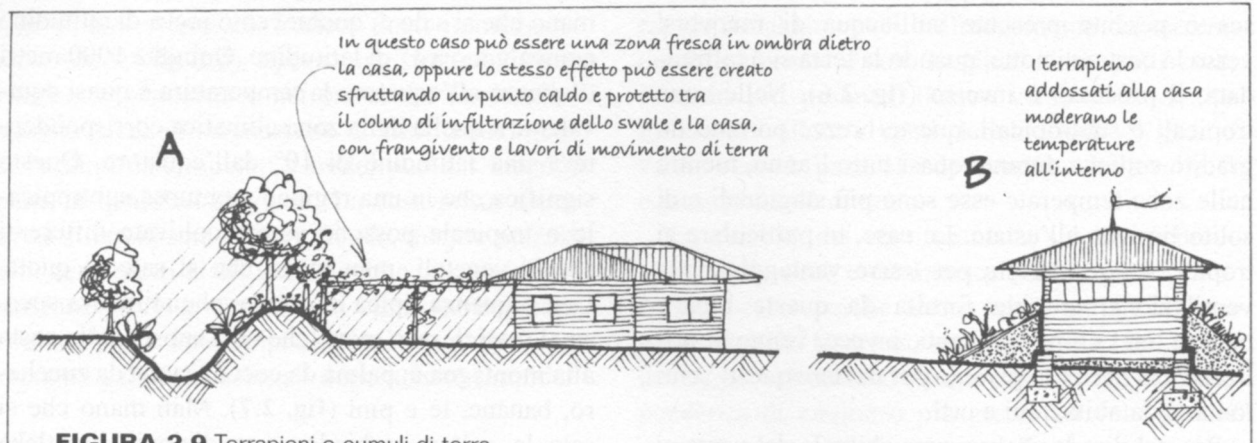 In questo caso può essere una zona fresca in ombra dietro
la casa, oppure lo stesso effetto può essere creato
sfruttando un punto caldo e protetto tra
il colmo di infiltrazione dello swale e la casa,
con frangivento e lavori di movimento di terra
A
I terrapieno
addossati alla casa
moderano le
temperature
all'interno
B
FIGURA 2.9 Terrapieni e cumuli di terra